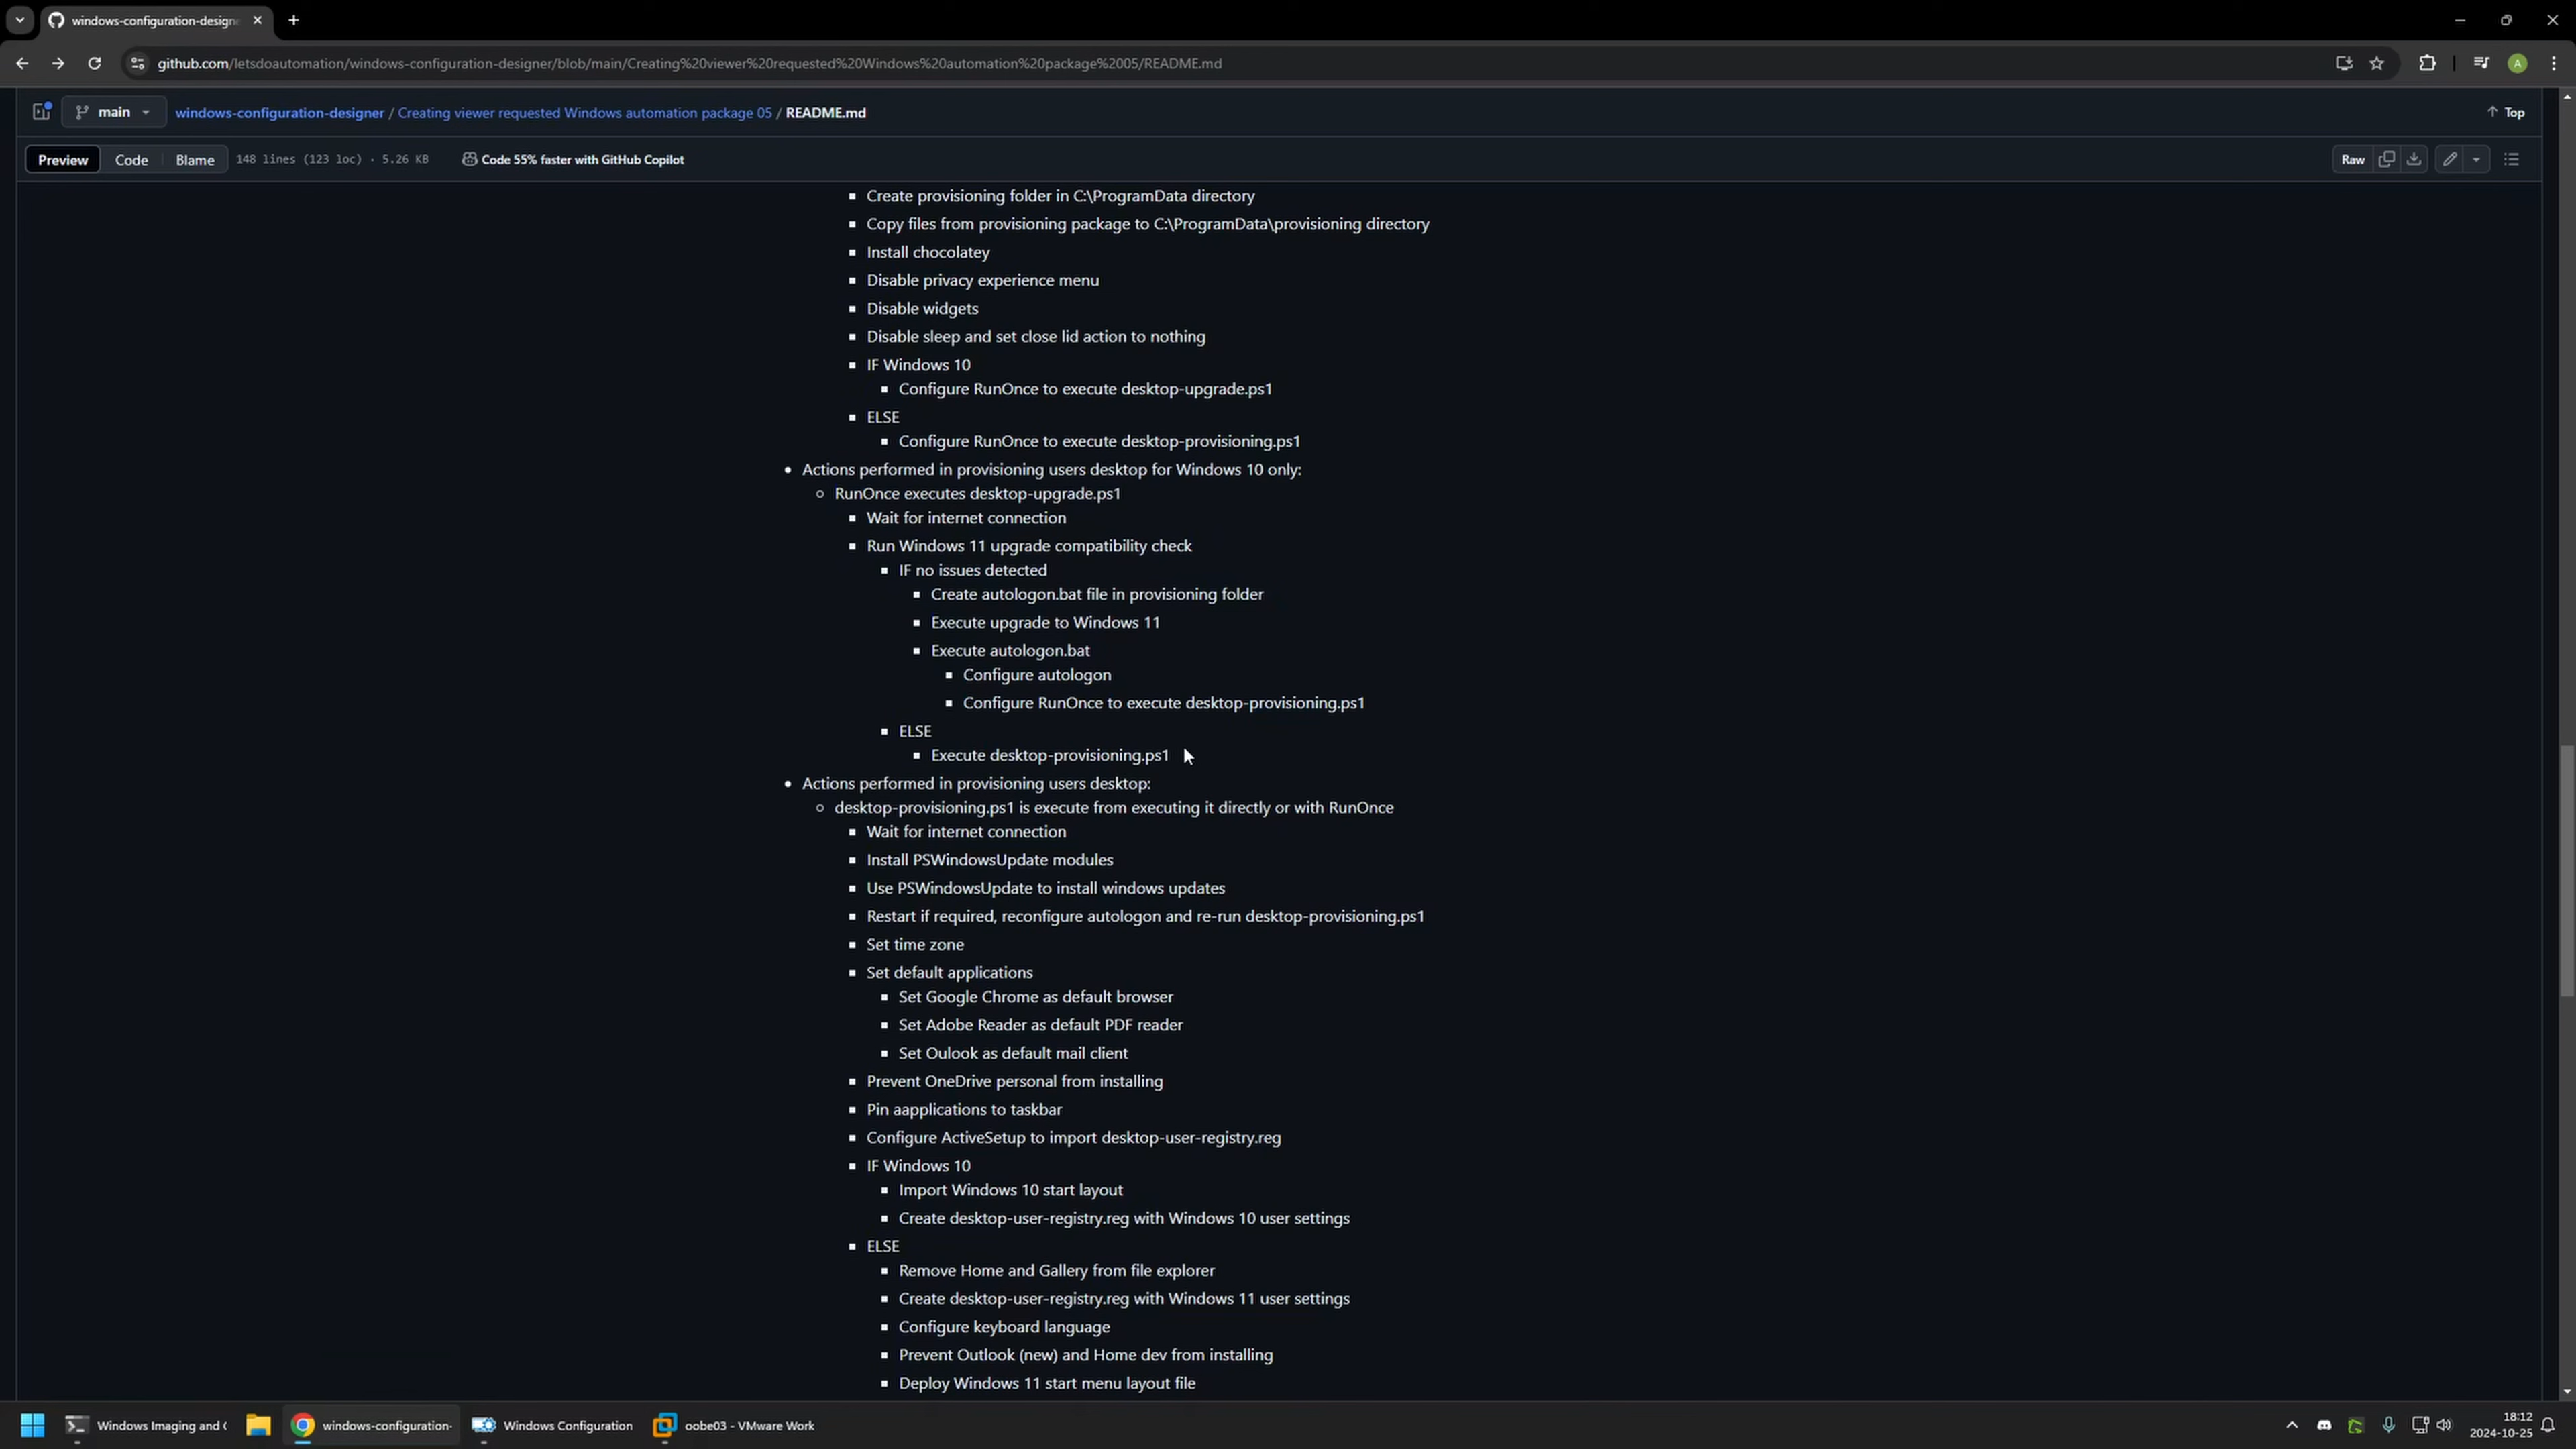 windows-configuration-designe
github.com/letsdoautomation/windows-configuration-designer/blob/main/Creating%20viewer%20requested%20Windows%20automation%20package%2005/README.md
A
main
windows-configuration-designer / Creating viewer requested Windows automation package 05 / README.md
Top
Preview
Code
Blame
148 lines (123 loc) · 5.26 KB
Code 55% faster with GitHub Copilot
Raw
Create provisioning folder in C:\ProgramData directory
Copy files from provisioning package to C:\ProgramData\provisioning directory
Install chocolatey
Disable privacy experience menu
Disable widgets
Disable sleep and set close lid action to nothing
IF Windows 10
Configure RunOnce to execute desktop-upgrade.ps1
ELSE
Configure RunOnce to execute desktop-provisioning.ps1
Actions performed in provisioning users desktop for Windows 10 only:
RunOnce executes desktop-upgrade.ps1
Wait for internet connection
Run Windows 11 upgrade compatibility check
IF no issues detected
Create autologon.bat file in provisioning folder
Execute upgrade to Windows 11
Execute autologon.bat
Configure autologon
Configure RunOnce to execute desktop-provisioning.ps1
ELSE
Execute desktop-provisioning.ps1
Actions performed in provisioning users desktop:
desktop-provisioning.ps1 is execute from executing it directly or with RunOnce
Wait for internet connection
Install PSWindowsUpdate modules
Use PSWindowsUpdate to install windows updates
Restart if required, reconfigure autologon and re-run desktop-provisioning.ps1
Set time zone
Set default applications
Set Google Chrome as default browser
Set Adobe Reader as default PDF reader
Set Oulook as default mail client
Prevent OneDrive personal from installing
Pin aapplications to taskbar
Configure ActiveSetup to import desktop-user-registry.reg
IF Windows 10
Import Windows 10 start layout
Create desktop-user-registry.reg with Windows 10 user settings
ELSE
Remove Home and Gallery from file explorer
Create desktop-user-registry.reg with Windows 11 user settings
Configure keyboard language
Prevent Outlook (new) and Home dev from installing
Deploy Windows 11 start menu layout file
Windows Imaging and C
windows-configuration-
Windows Configuration
oobe03 - VMware Work
18:12
2024-10-25